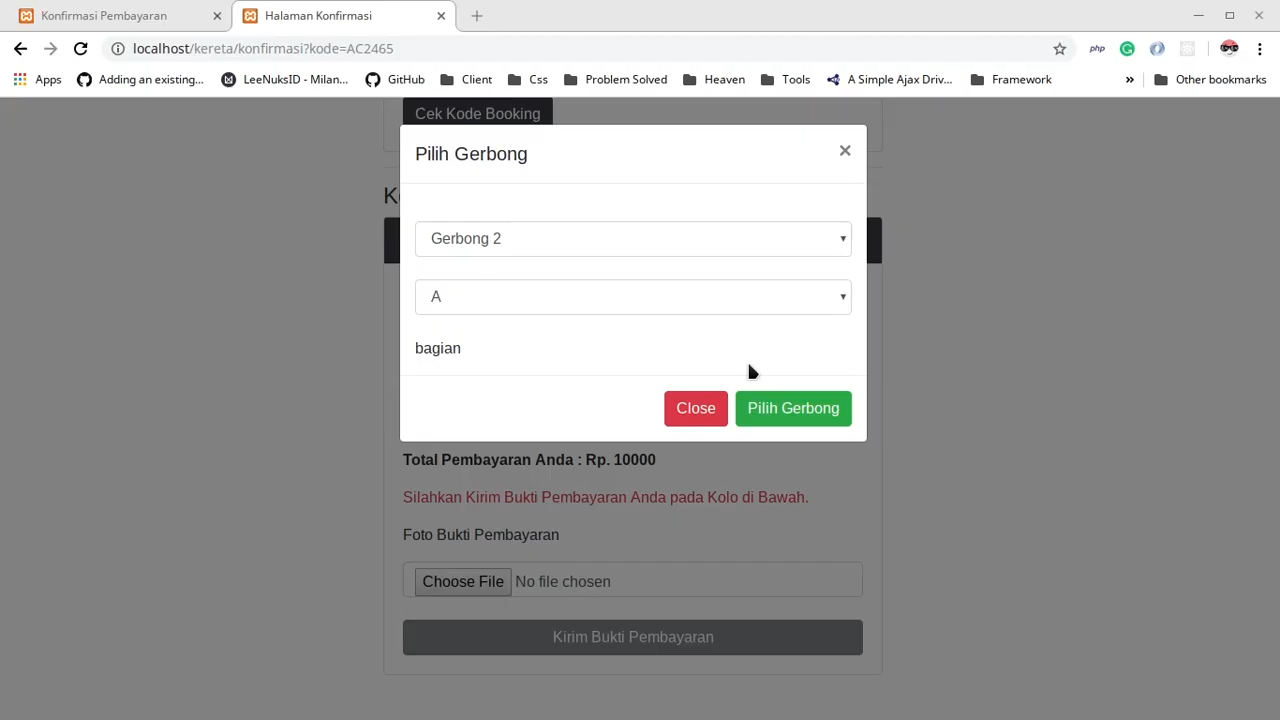 Konfirmasi Pembayaran
Halaman Konfirmasi
localhost/kereta/konfirmasi?kode=AC2465
php
Apps
Adding an existing...
LeeNuksID - Milan...
GitHub
Client
Css
Problem Solved
Heaven
Tools
A Simple Ajax Driv...
Framework
»
Other bookmarks
Cek Kode Booking
Pilih Gerbong
×
Gerbong 2
A
bagian
Close Pilih Gerbong
Total Pembayaran Anda : Rp. 10000
Silahkan Kirim Bukti Pembayaran Anda pada Kolo di Bawah.
Foto Bukti Pembayaran
Choose File No file chosen
Kirim Bukti Pembayaran